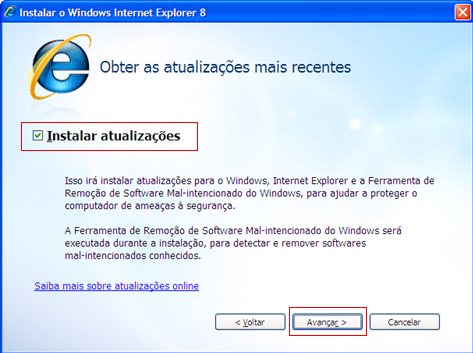 Instalar o Windows Internet Explorer 8
Obter as atualizações mais recentes
Instalar atualizações
Isso irá instalar atualizações para o Windows, Internet Explorer e a Ferramenta de
Remoção de Software Mal-intencionado do Windows, para ajudar a proteger o
computador de ameaças à segurança.
A Ferramenta de Remoção de Software Mal-intencionado do Windows será
executada durante a instalação, para detectar e remover softwares
mal-intencionados conhecidos.
Saiba mais sobre atualizações online
< Voltar
Avançar >
Cancelar